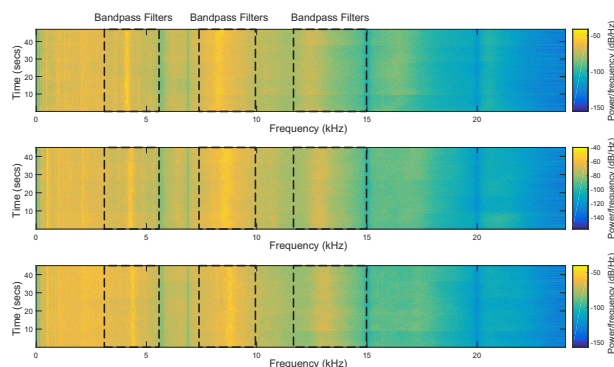 Bandpass Filters Bandpass Filters Bandpass Filters
Time (secs)
40
30
20
10
0 5 10 15 20
Frequency (kHz)
-50
-100
-150
Power/frequency (dB/Hz)
Time (secs)
40
30
20
10
0 5 10 15 20
Frequency (kHz)
-40
-60
-80
-100
-120
-140
Power/frequency (dB/Hz)
Time (secs)
40
30
20
10
0 5 10 15 20
Frequency (kHz)
-50
-100
-150
Power/frequency (dB/Hz)